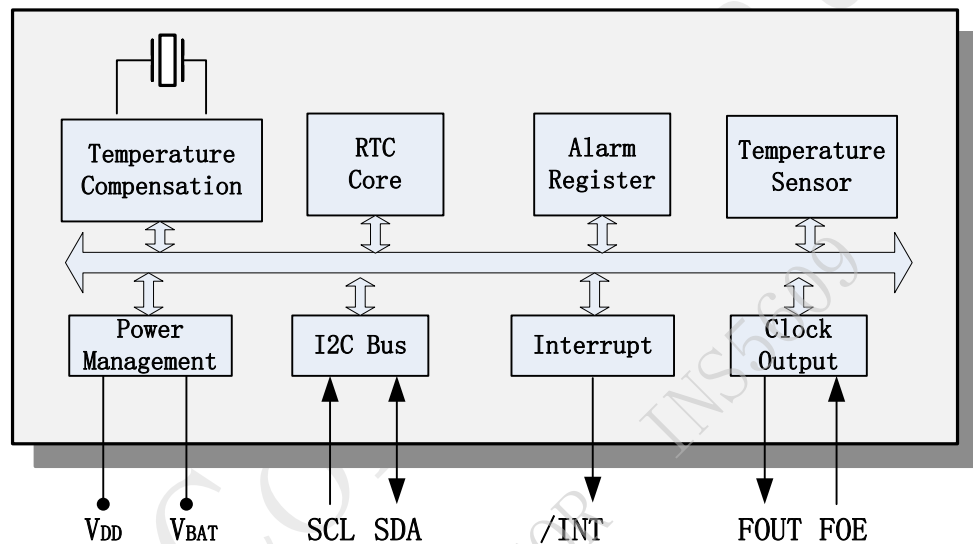 Temperature
Compensation
RTC
Core
Alarm
Register
Temperature
Sensor
Power
Management
I2C Bus
Interrupt
Clock
Output
VDD
VBAT
SCL SDA
/INT
FOUT FOE
INS5609